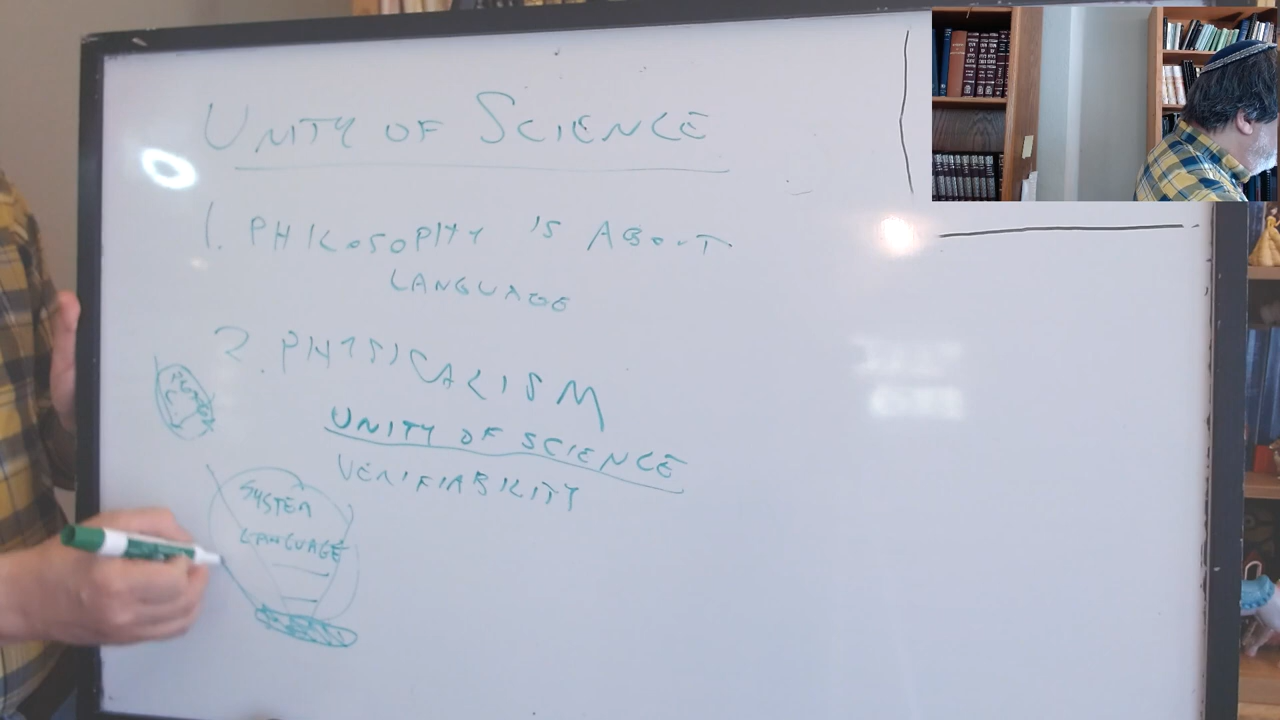 UNITY OF SCIENCE
1. PHILOSOPHY IS ABOUT
LANGUAGE
2. PHYSICALISM
UNITY OF SCIENCE
VERIFIABILITY
SYSTEM
LANGUAGE